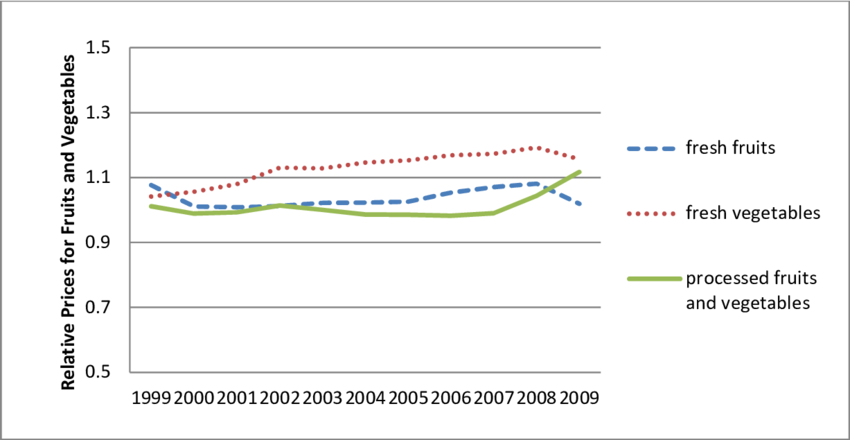 Relative Prices for Fruits and Vegetables
1.5
1.3
1.1
0.9
0.7
0.5
1999 2000 2001 2002 2003 2004 2005 2006 2007 2008 2009
fresh fruits
fresh vegetables
processed fruits
and vegetables